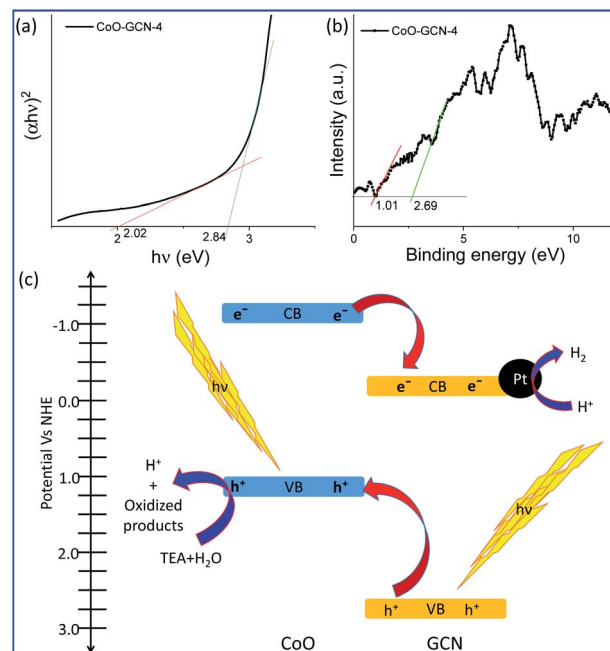 (a)
CoO-GCN-4
(αhν)²
2.02
2.84
2
3
hν (eV)
(b)
CoO-GCN-4
Intensity (a.u.)
1.01
2.69
0
5
10
Binding energy (eV)
(c)
Potential Vs NHE
-1.0
0.0
1.0
2.0
3.0
e⁻ CB e⁻
hν
e⁻ CB e⁻
Pt
H₂
H⁺
H⁺
+
Oxidized
products
TEA+H₂O
h⁺ VB h⁺
hν
h⁺ VB h⁺
CoO
GCN